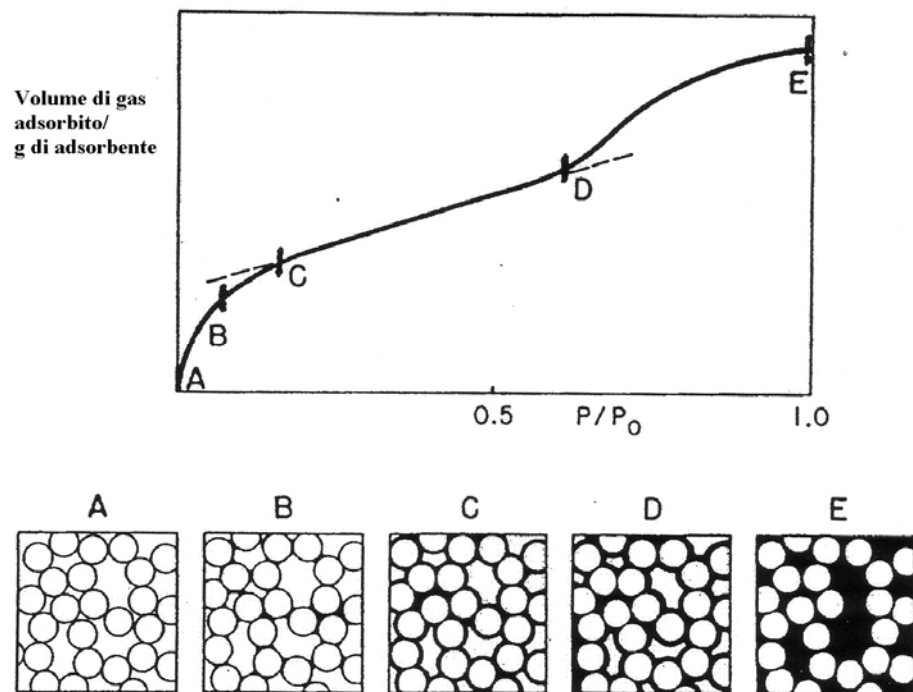 Volume di gas
adsorbito/
g di adsorbente
A
B
C
D
E
0.5
P/P₀
1.0
A B C D E